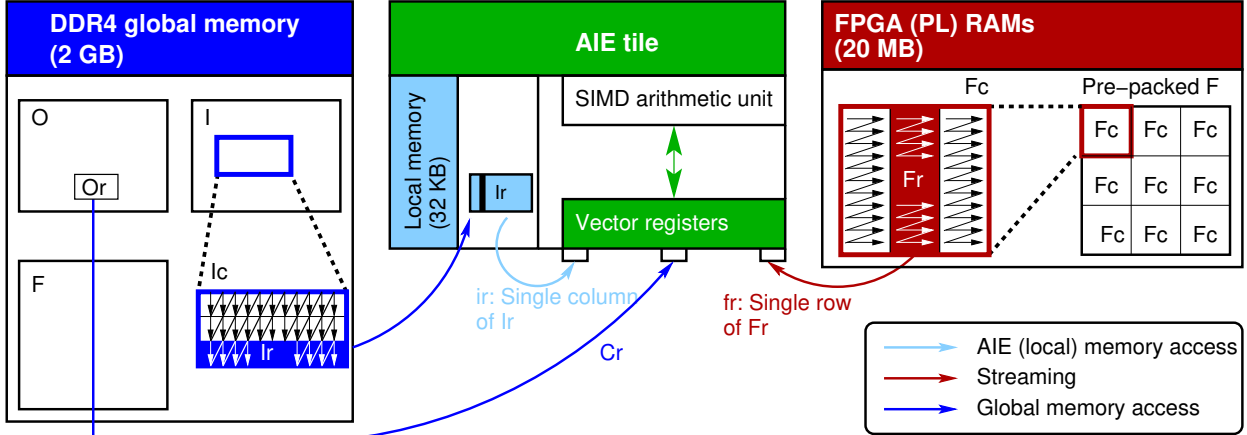 DDR4 global memory
(2 GB)
O
Or
I
F
Ic
Ir
AIE tile
Local memory
(32 KB)
Ir
SIMD arithmetic unit
Vector registers
ir: Single column
of Ir
Cr
fr: Single row
of Fr
FPGA (PL) RAMs
(20 MB)
Fc
Fr
Pre-packed F
Fc Fc Fc
Fc Fc Fc
Fc Fc Fc
AIE (local) memory access
Streaming
Global memory access